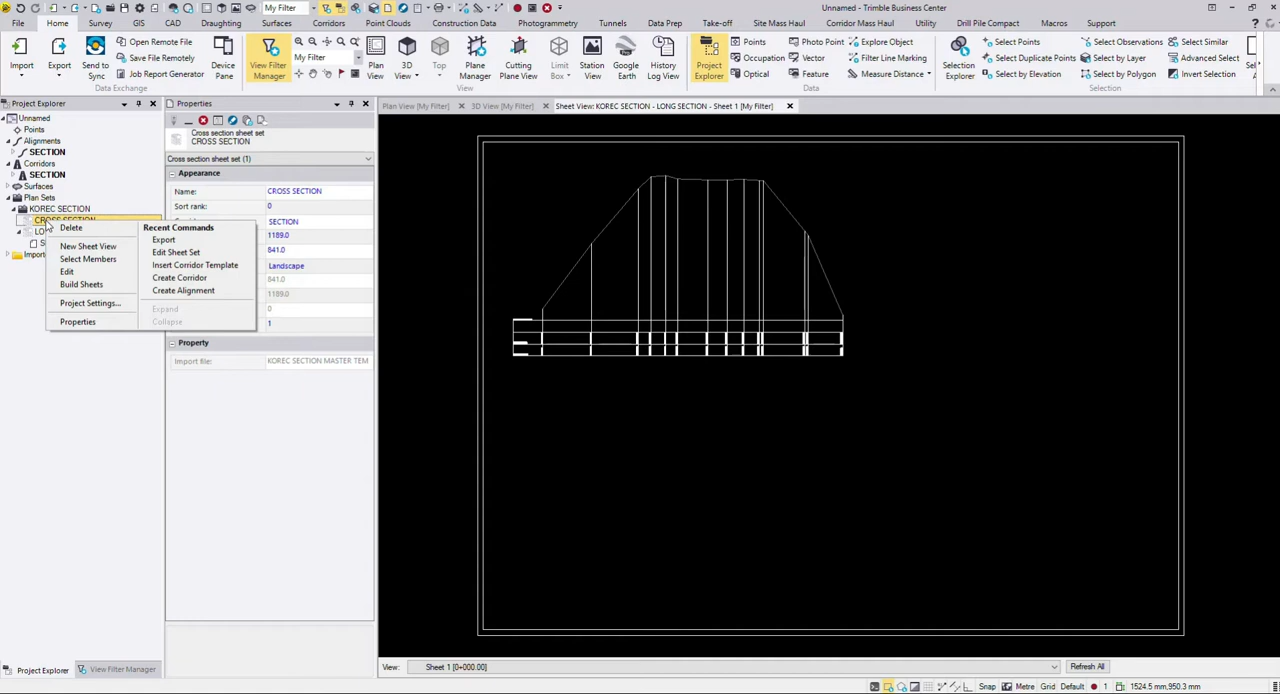 Unnamed - Trimble Business Center
My Filter
File Home Survey GIS CAD Draughting Surfaces Corridors Point Clouds Construction Data Photogrammetry Tunnels Data Prep Take-off Site Mass Haul Corridor Mass Haul Utility Drill Pile Compact Macros Support
Import
Export
Send to Sync
Open Remote File
Save File Remotely
Job Report Generator
Device Pane
Data Exchange
View Filter Manager
My Filter
Plan View
3D View
Top
Plane Manager
Cutting Plane View
Limit Box
Station View
Google Earth
History Log View
View
Project Explorer
Points
Occupation
Optical
Photo Point
Vector
Feature
Explore Object
Filter Line Marking
Measure Distance
Data
Selection Explorer
Select Points
Select Duplicate Points
Select by Elevation
Select Observations
Select by Layer
Select by Polygon
Select Similar
Advanced Select
Invert Selection
Selection
Project Explorer
Unnamed
Points
Alignments
SECTION
Corridors
SECTION
Surfaces
Plan Sets
KOREC SECTION
CROSS SECTION
LO
S
Impor
Delete
New Sheet View
Select Members
Edit
Build Sheets
Project Settings...
Properties
Recent Commands
Export
Edit Sheet Set
Insert Corridor Template
Create Corridor
Create Alignment
Expand
Collapse
Properties
Cross section sheet set
CROSS SECTION
Cross section sheet set (1)
Appearance
Name: CROSS SECTION
Sort rank: 0
SECTION
1189.0
841.0
Landscape
841.0
1189.0
0
1
Property
Import file: KOREC SECTION MASTER TEM
Plan View [My Filter]
3D View [My Filter]
Sheet View: KOREC SECTION - LONG SECTION - Sheet 1 [My Filter]
View: Sheet 1 [0+000.00]
Refresh All
Project Explorer
View Filter Manager
Snap
Metre
Grid
Default
1
1524.5 mm,950.3 mm